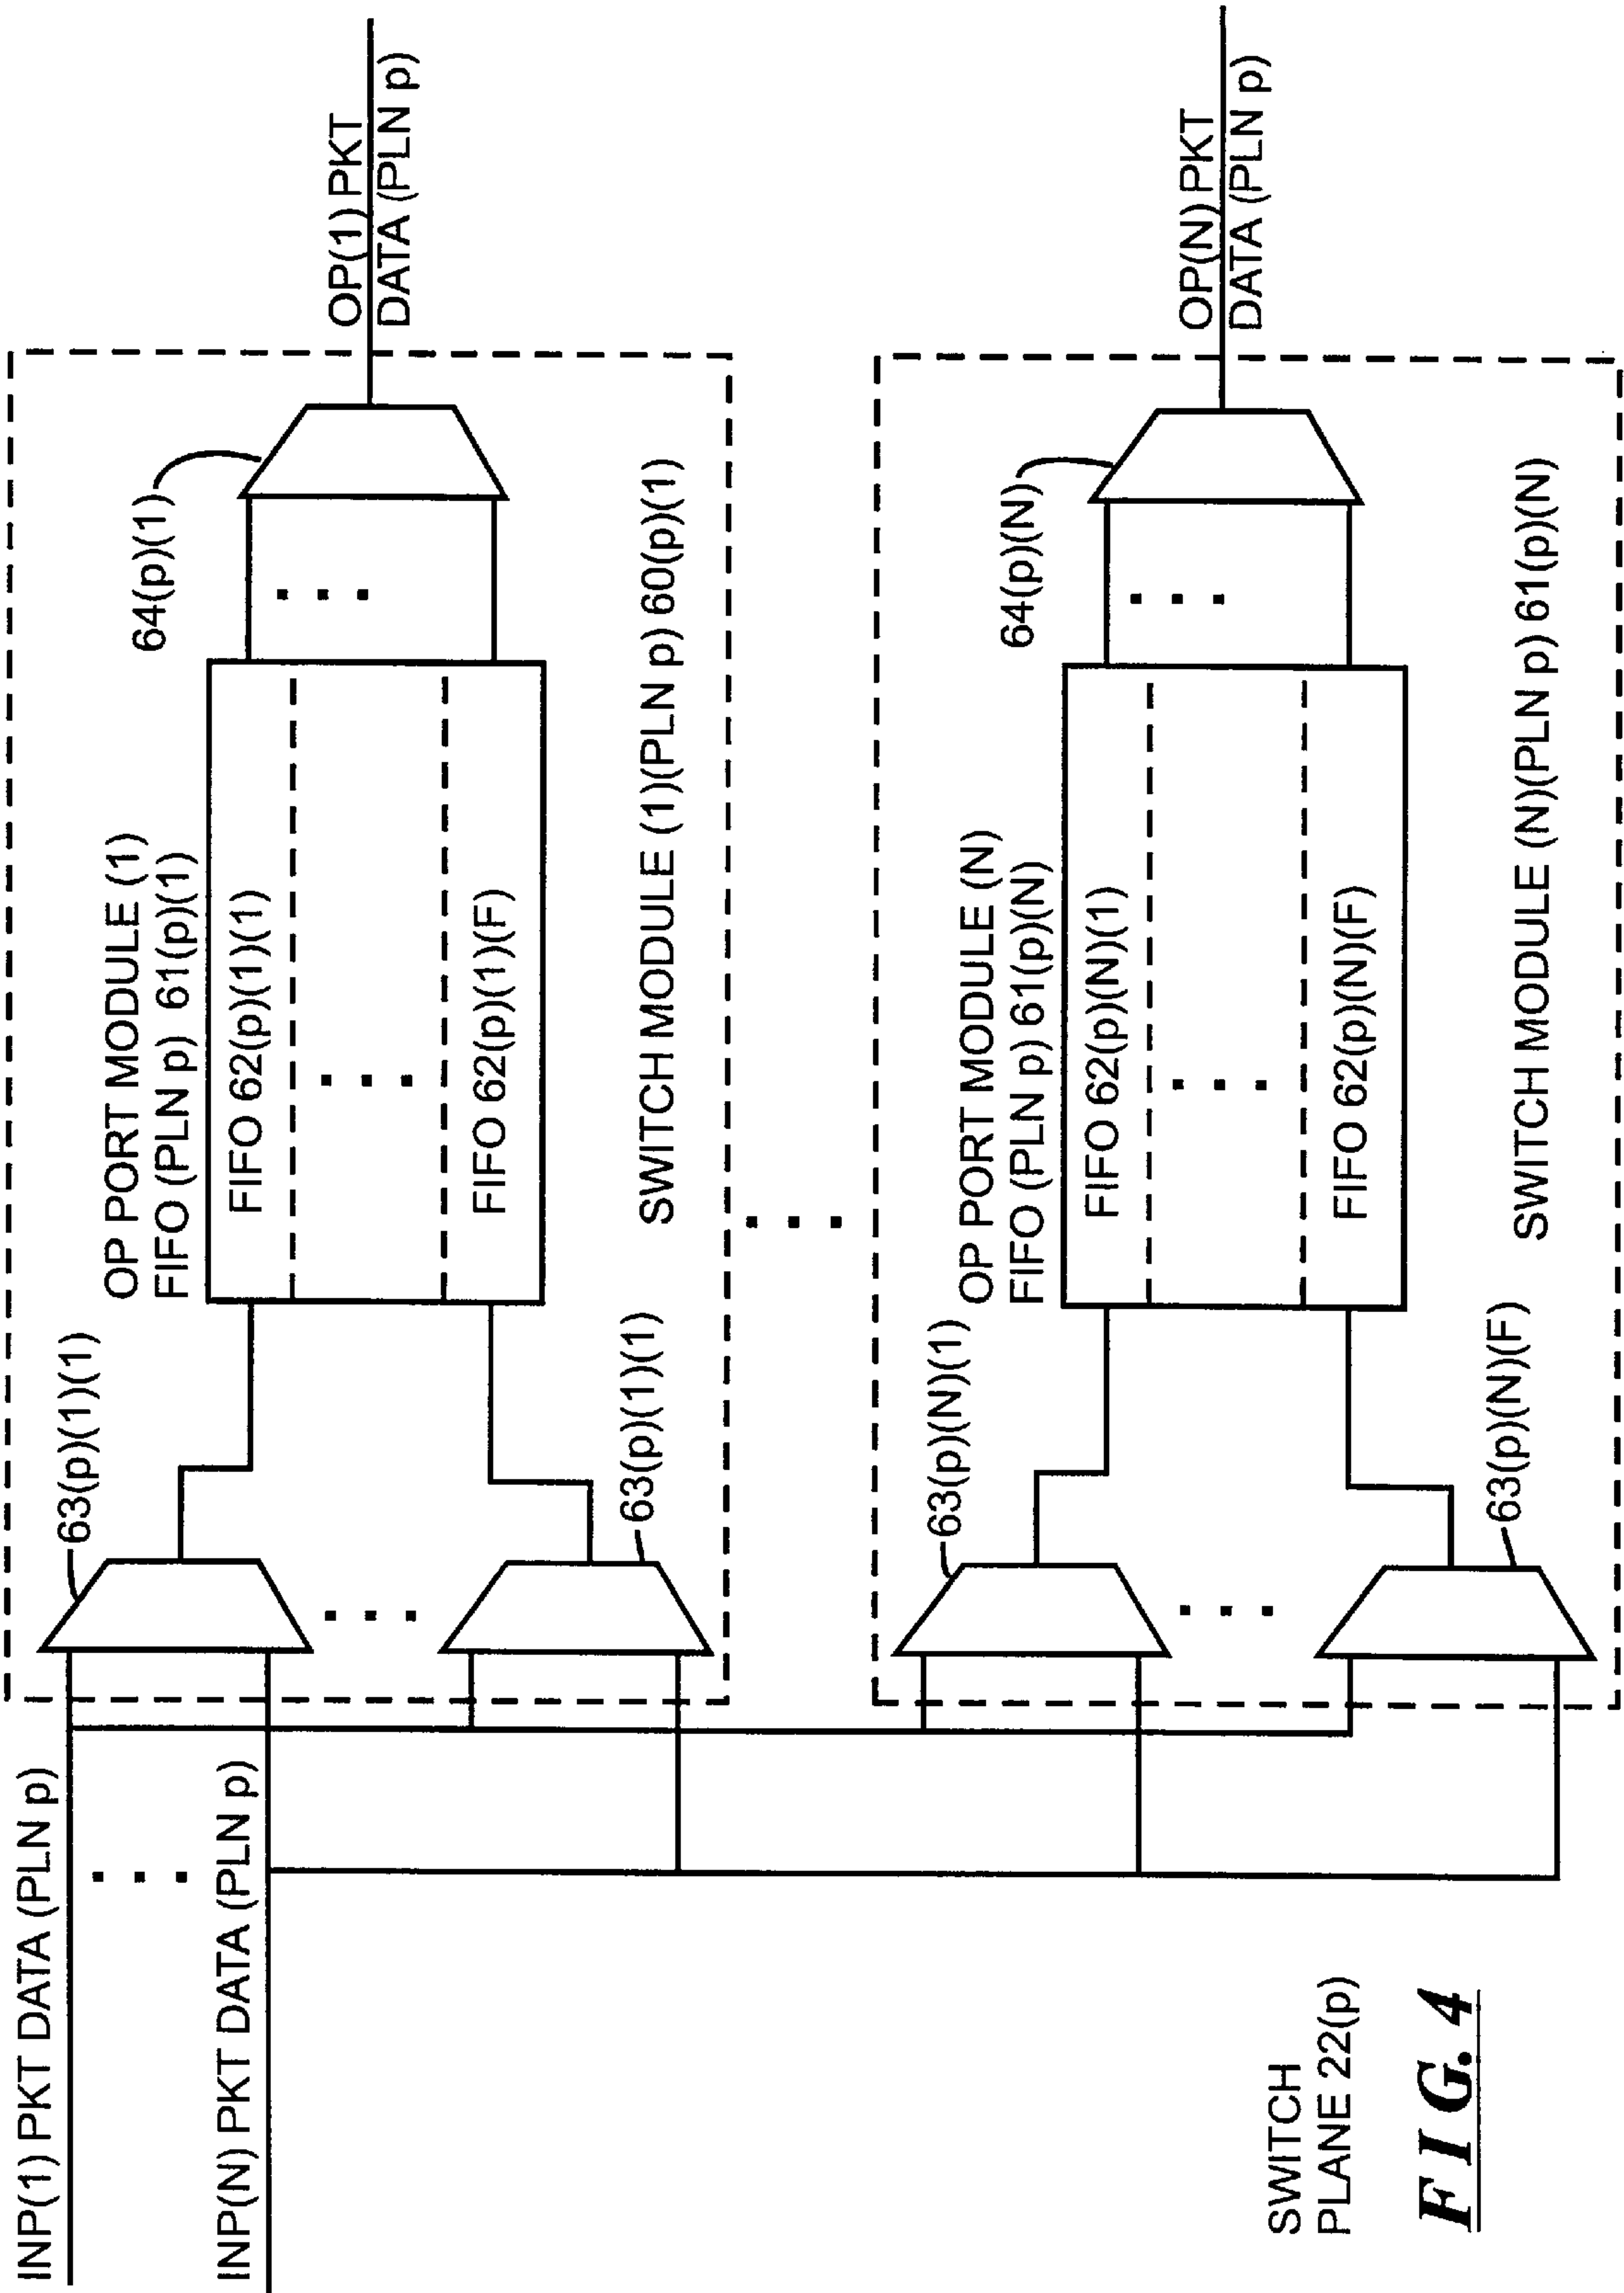 INP(1) PKT DATA (PLN p)
INP(N) PKT DATA (PLN p)
63(p)(1)(1)
63(p)(1)(1)
OP PORT MODULE (1)
FIFO (PLN p) 61(p)(1)
FIFO 62(p)(1)(1)
FIFO 62(p)(1)(F)
64(p)(1)
SWITCH MODULE (1)(PLN p) 60(p)(1)
OP(1) PKT
DATA (PLN p)
63(p)(N)(1)
63(p)(N)(F)
OP PORT MODULE (N)
FIFO (PLN p) 61(p)(N)
FIFO 62(p)(N)(1)
FIFO 62(p)(N)(F)
64(p)(N)
SWITCH MODULE (N)(PLN p) 61(p)(N)
OP(N) PKT
DATA (PLN p)
SWITCH
PLANE 22(p)
FIG. 4